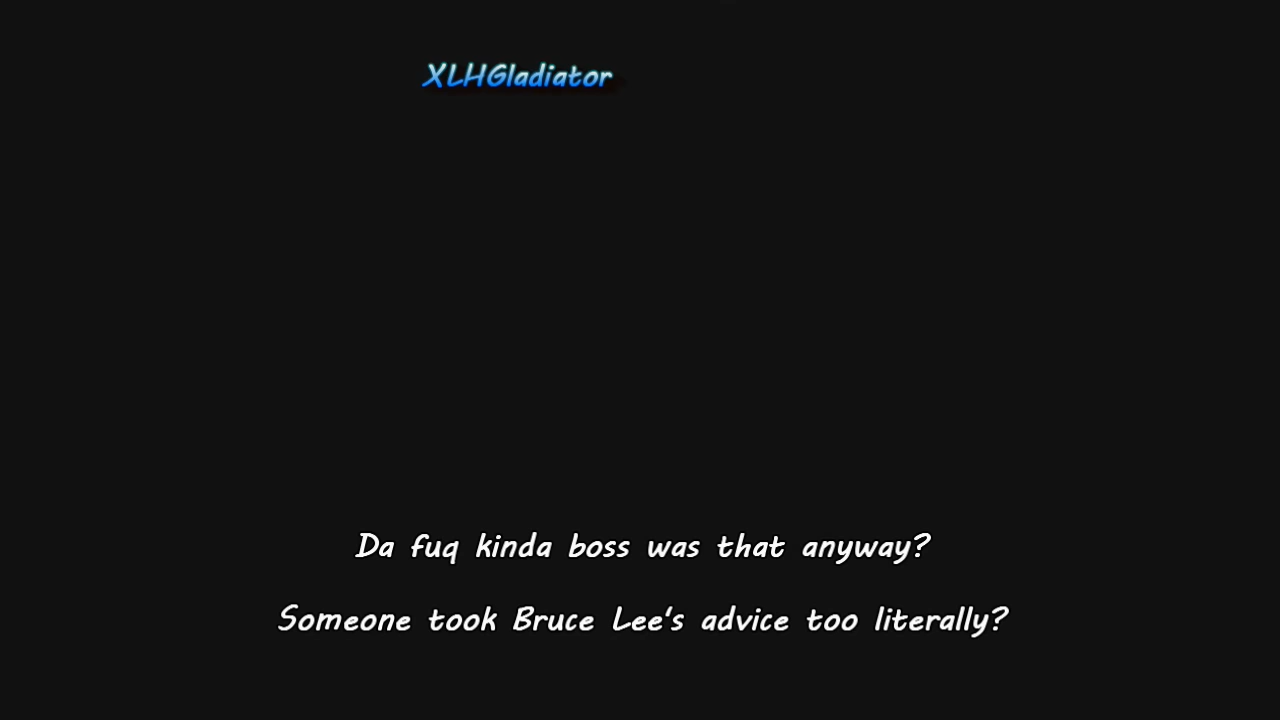 XLHGladiator
Da fuq kinda boss was that anyway?
Someone took Bruce Lee's advice too literally?